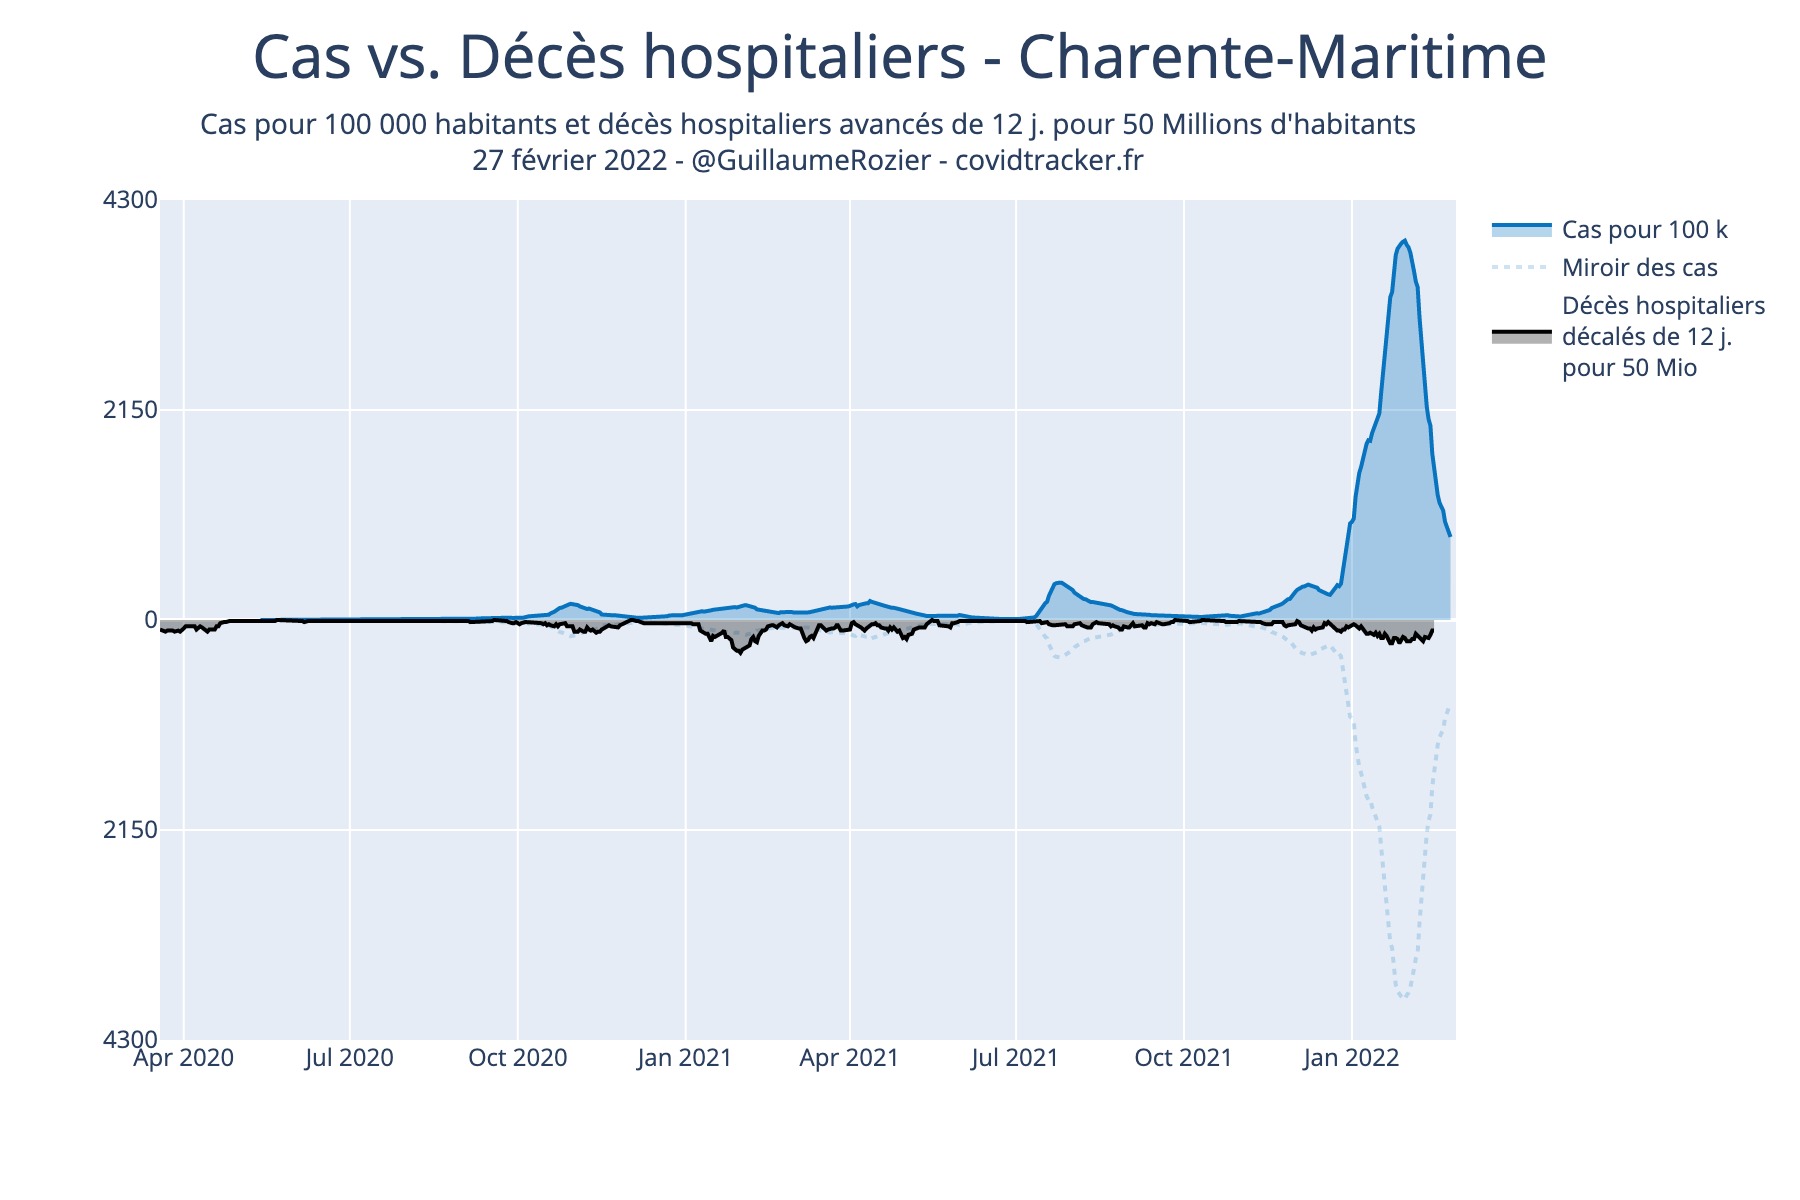 Cas vs. Décès hospitaliers - Charente-Maritime
Cas pour 100 000 habitants et décès hospitaliers avancés de 12 j. pour 50 Millions d'habitants
27 février 2022 - @GuillaumeRozier - covidtracker.fr
4300
2150
0
2150
4300
Apr 2020
Jul 2020
Oct 2020
Jan 2021
Apr 2021
Jul 2021
Oct 2021
Jan 2022
Cas pour 100 k
Miroir des cas
Décès hospitaliers
décalés de 12 j.
pour 50 Mio